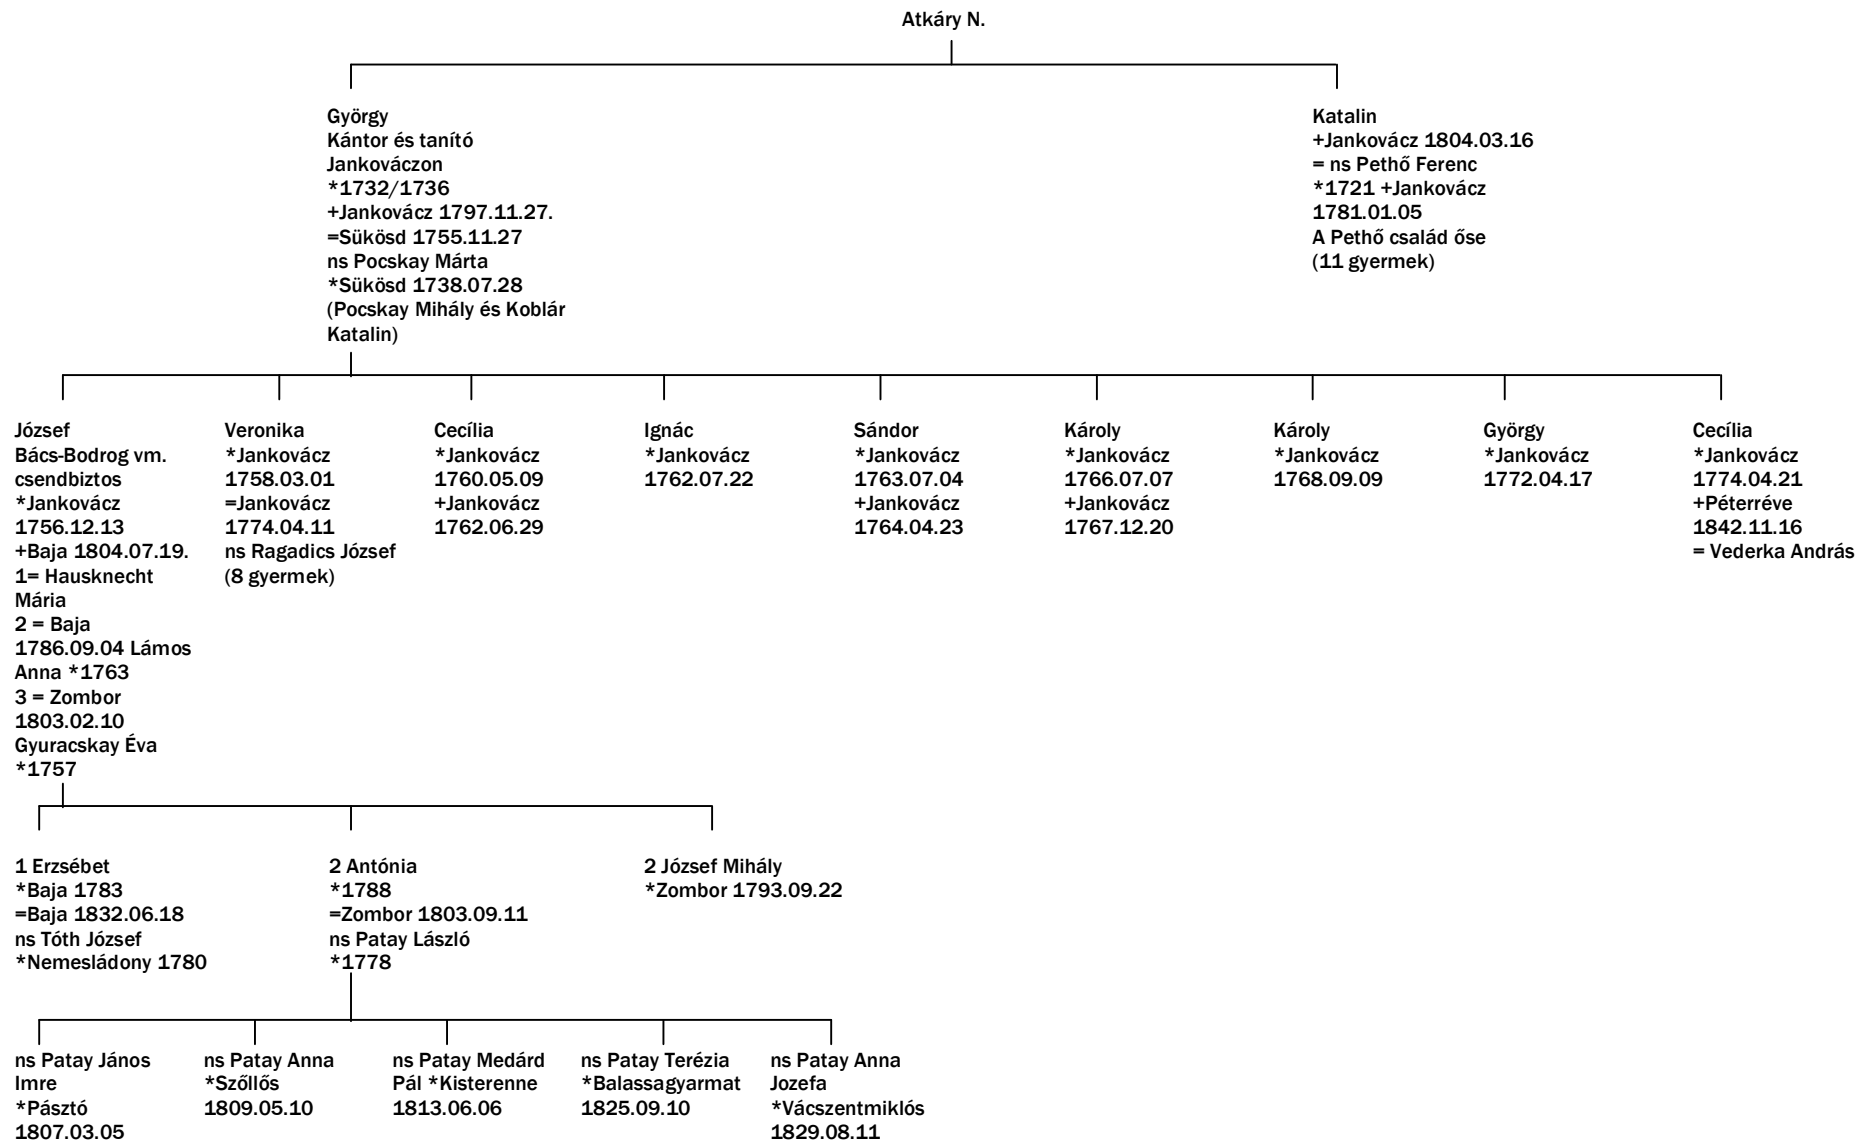 Atkáry N.
György
Kántor és tanító
Jankováczon
*1732/1736
+Jankovácz 1797.11.27.
=Sükösd 1755.11.27
ns Pocskay Márta
*Sükösd 1738.07.28
(Pocskay Mihály és Koblár
Katalin)
Katalin
+Jankovácz 1804.03.16
= ns Pethő Ferenc
*1721 +Jankovácz
1781.01.05
A Pethő család őse
(11 gyermek)
József
Bács-Bodrog vm.
csendbiztos
*Jankovácz
1756.12.13
+Baja 1804.07.19.
1= Hausknecht
Mária
2 = Baja
1786.09.04 Lámos
Anna *1763
3 = Zombor
1803.02.10
Gyuracskay Éva
*1757
Veronika
*Jankovácz
1758.03.01
=Jankovácz
1774.04.11
ns Ragadics József
(8 gyermek)
Cecília
*Jankovácz
1760.05.09
+Jankovácz
1762.06.29
Ignác
*Jankovácz
1762.07.22
Sándor
*Jankovácz
1763.07.04
+Jankovácz
1764.04.23
Károly
*Jankovácz
1766.07.07
+Jankovácz
1767.12.20
Károly
*Jankovácz
1768.09.09
György
*Jankovácz
1772.04.17
Cecília
*Jankovácz
1774.04.21
+Péterréve
1842.11.16
= Vederka András
1 Erzsébet
*Baja 1783
=Baja 1832.06.18
ns Tóth József
*Nemesládony 1780
2 Antónia
*1788
=Zombor 1803.09.11
ns Patay László
*1778
2 József Mihály
*Zombor 1793.09.22
ns Patay János
Imre
*Pásztó
1807.03.05
ns Patay Anna
*Szőllős
1809.05.10
ns Patay Medárd
Pál *Kisterenne
1813.06.06
ns Patay Terézia
*Balassagyarmat
1825.09.10
ns Patay Anna
Jozefa
*Vácszentmiklós
1829.08.11